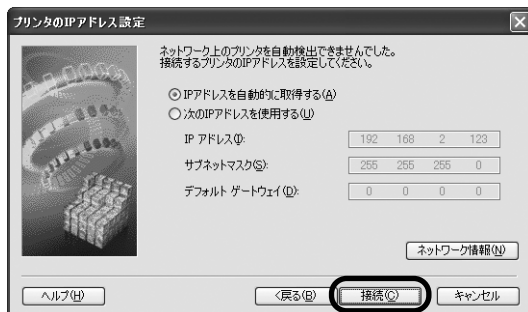 プリンタのIPアドレス設定
ネットワーク上のプリンタを自動検出できませんでした。
接続するプリンタのIPアドレスを設定してください。
IPアドレスを自動的に取得する(A)
次のIPアドレスを使用する(U)
IP アドレス(I): 192 168 2 123
サブネットマスク(S): 255 255 255 0
デフォルト ゲートウェイ(D): 0 0 0 0
ネットワーク情報(N)
ヘルプ(H) <戻る(B) 接続(C) キャンセル